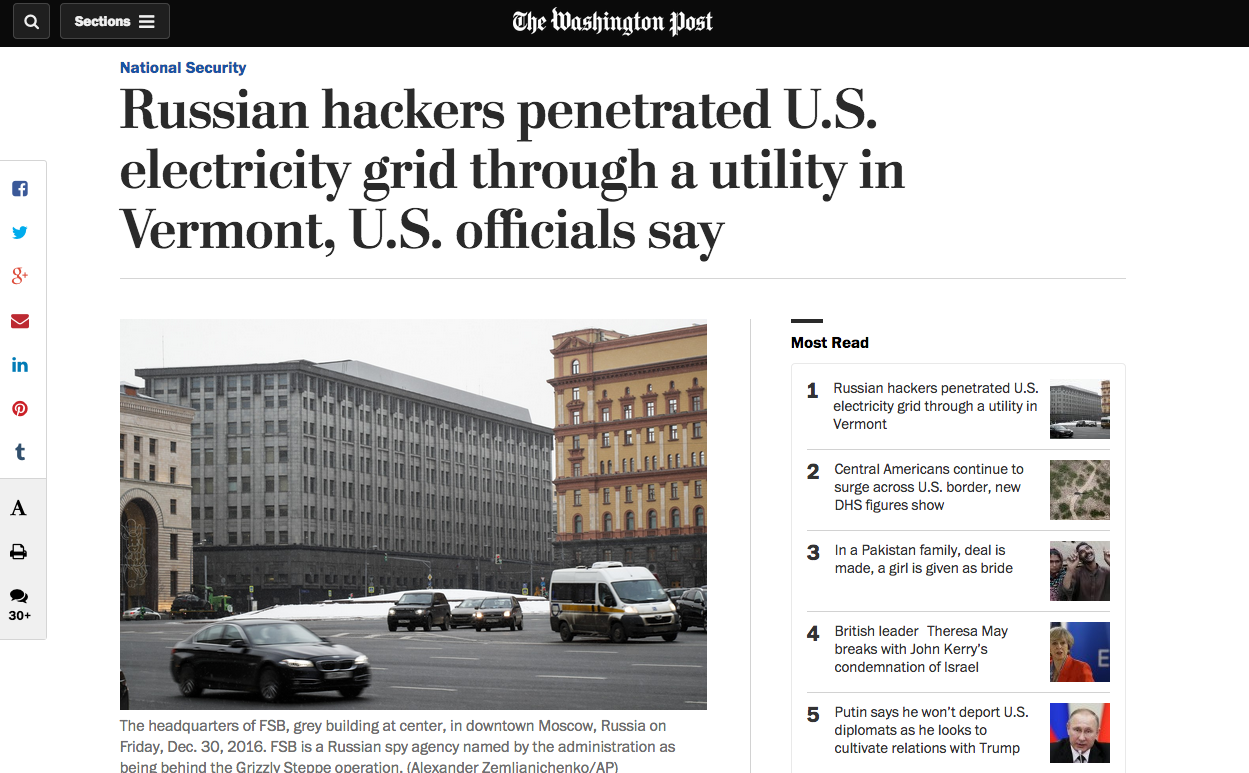 Sections
The Washington Post
National Security
Russian hackers penetrated U.S.
electricity grid through a utility in
Vermont, U.S. officials say
A
30+
The headquarters of FSB, grey building at center, in downtown Moscow, Russia on
Friday, Dec. 30, 2016. FSB is a Russian spy agency named by the administration as
being behind the Grizzly Steppe operation. (Alexander Zemlianichenko/AP)
Most Read
1 Russian hackers penetrated U.S.
electricity grid through a utility in
Vermont
2 Central Americans continue to
surge across U.S. border, new
DHS figures show
3 In a Pakistan family, deal is
made, a girl is given as bride
4 British leader Theresa May
breaks with John Kerry's
condemnation of Israel
5 Putin says he won't deport U.S.
diplomats as he looks to
cultivate relations with Trump